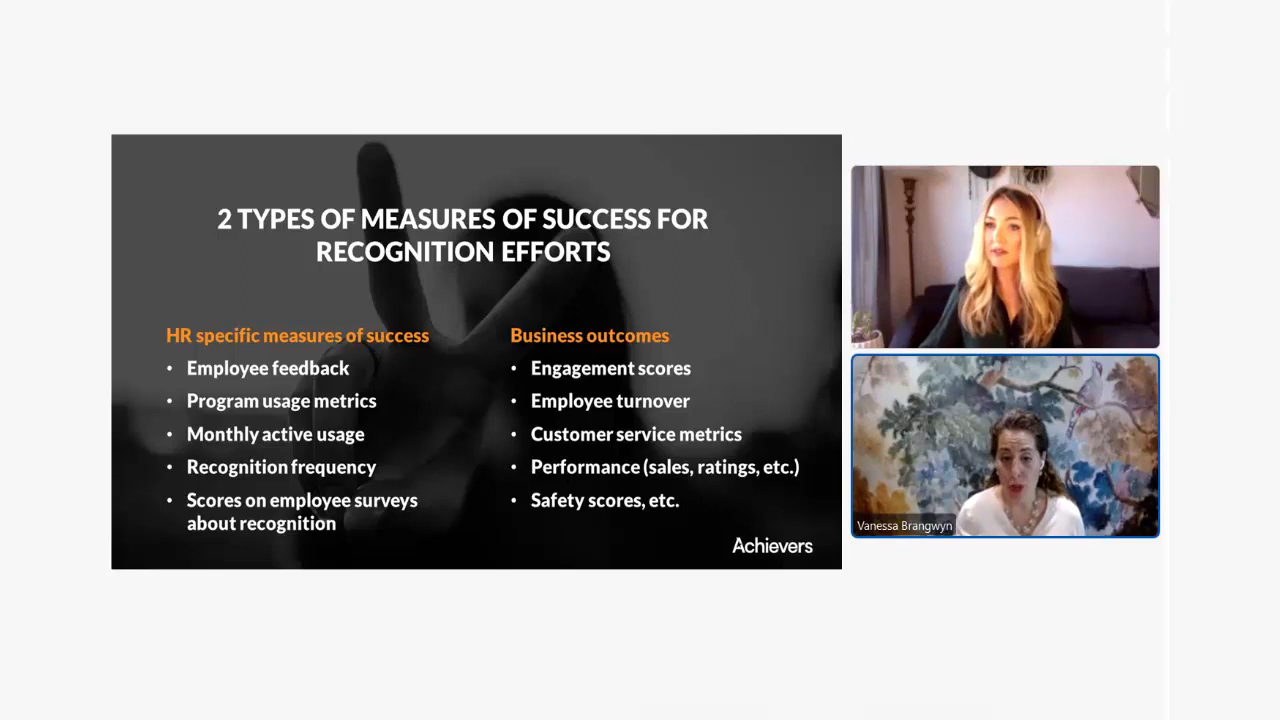 2 TYPES OF MEASURES OF SUCCESS FOR
RECOGNITION EFFORTS
HR specific measures of success
• Employee feedback
• Program usage metrics
• Monthly active usage
• Recognition frequency
• Scores on employee surveys
about recognition
Business outcomes
• Engagement scores
• Employee turnover
• Customer service metrics
• Performance (sales, ratings, etc.)
• Safety scores, etc.
Achievers
Vanessa Brangwyn